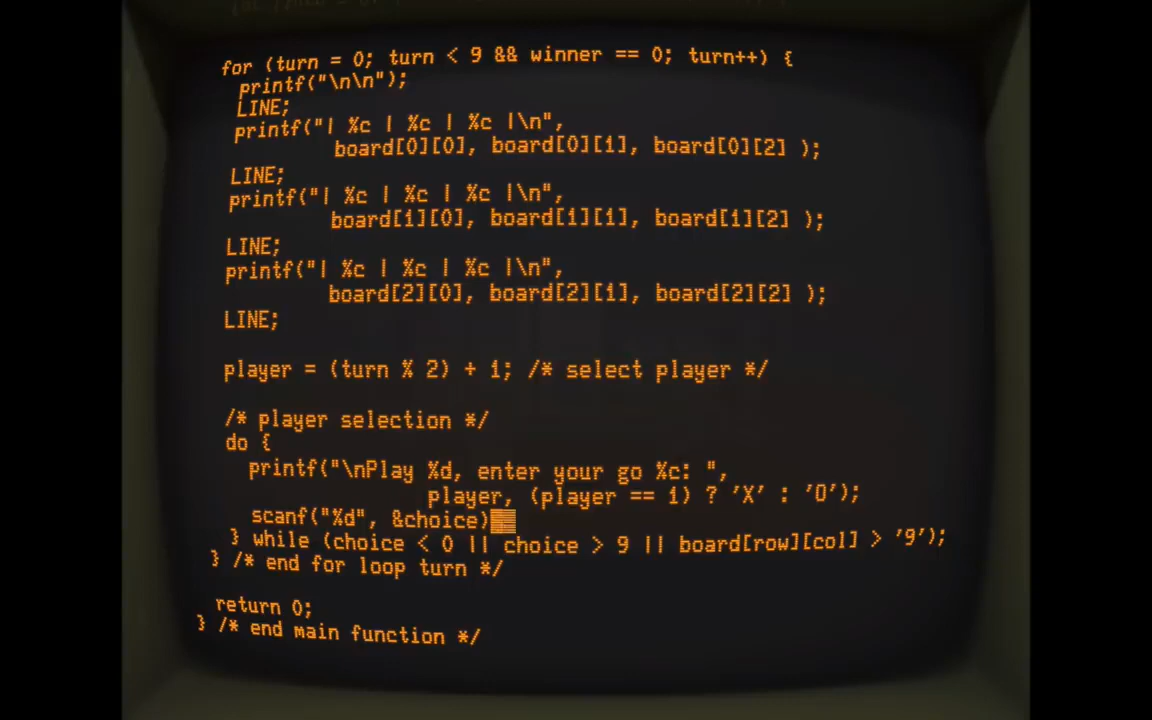 for (turn = 0; turn < 9 && winner == 0; turn++) {
printf("\n\n");
LINE;
printf("| %c | %c | %c |\n",
board[0][0], board[0][1], board[0][2] );
LINE;
printf("| %c | %c | %c |\n",
board[1][0], board[1][1], board[1][2] );
LINE;
printf("| %c | %c | %c |\n",
board[2][0], board[2][1], board[2][2] );
LINE;
player = (turn % 2) + 1; /* select player */
/* player selection */
do {
printf("\nPlay %d, enter your go %c: ",
player, (player == 1) ? 'X' : 'O');
scanf("%d", &choice)
} while (choice < 0 || choice > 9 || board[row][col] > '9');
} /* end for loop turn */
return 0;
} /* end main function */